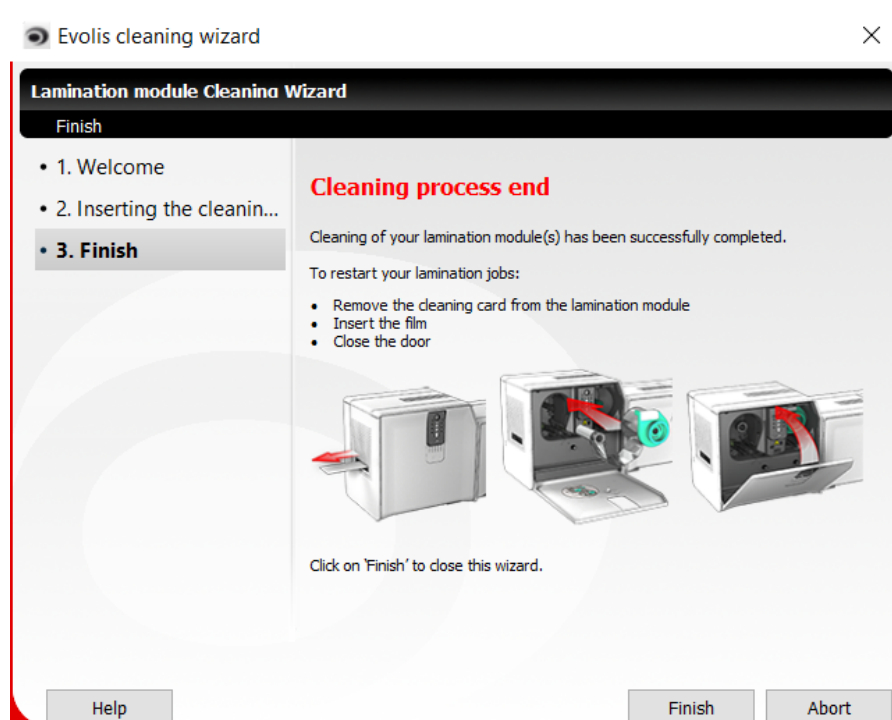 Evolis cleaning wizard
Lamination module Cleaning Wizard
Finish
• 1. Welcome
• 2. Inserting the cleanin...
• 3. Finish
Cleaning process end
Cleaning of your lamination module(s) has been successfully completed.
To restart your lamination jobs:
• Remove the cleaning card from the lamination module
• Insert the film
• Close the door
Click on 'Finish' to close this wizard.
Help
Finish
Abort